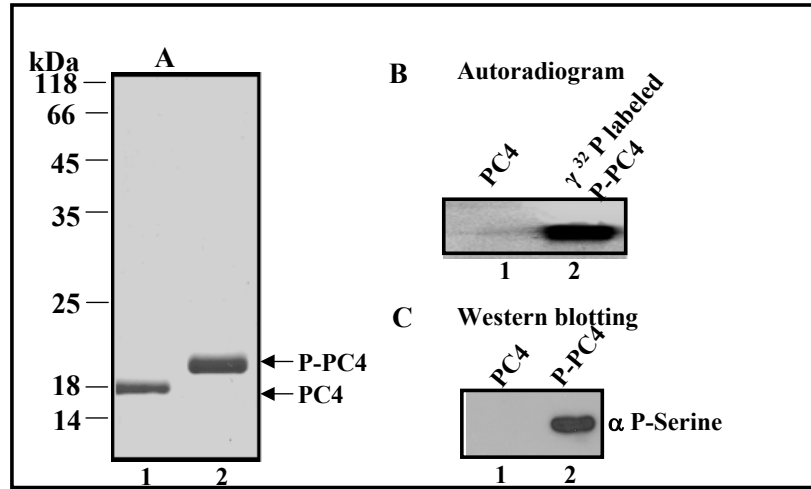 A
kDa
118
66
45
35
25
18
14
P-PC4
PC4
1 2
B Autoradiogram
PC4
γ 32 P labeled
P-PC4
1 2
C Western blotting
PC4
P-PC4
α P-Serine
1 2